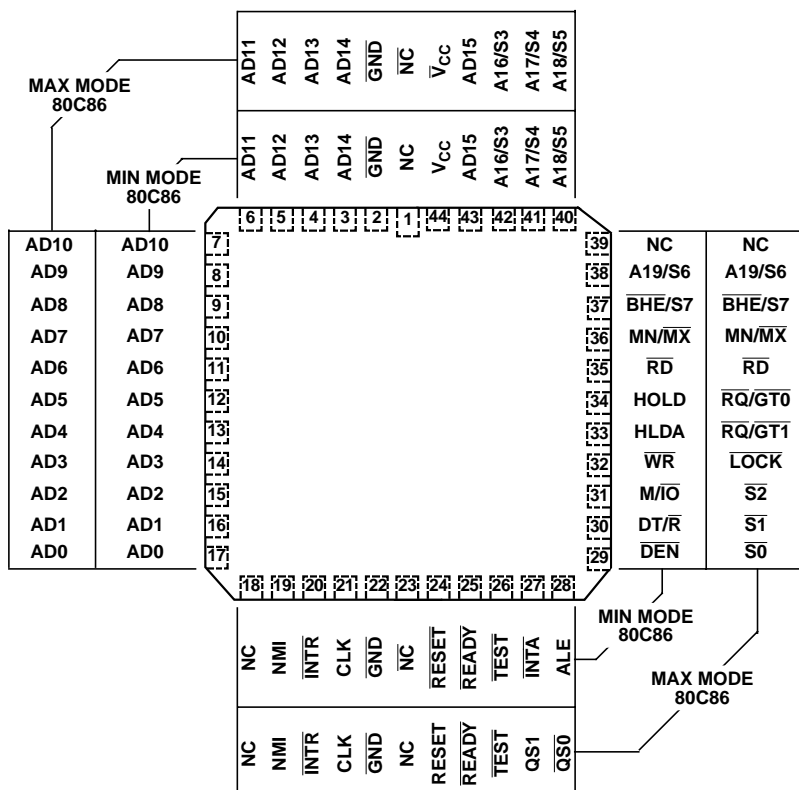 MAX MODE
80C86
AD11
AD12
AD13
AD14
GND
NC
VCC
AD15
A16/S3
A17/S4
A18/S5
MIN MODE
80C86
AD11
AD12
AD13
AD14
GND
NC
VCC
AD15
A16/S3
A17/S4
A18/S5
6 5 4 3 2 1 44 43 42 41 40
AD10 AD10 7 39 NC NC
AD9 AD9 8 38 A19/S6 A19/S6
AD8 AD8 9 37 BHE/S7 BHE/S7
AD7 AD7 10 36 MN/MX MN/MX
AD6 AD6 11 35 RD RD
AD5 AD5 12 34 HOLD RQ/GT0
AD4 AD4 13 33 HLDA RQ/GT1
AD3 AD3 14 32 WR LOCK
AD2 AD2 15 31 M/IO S2
AD1 AD1 16 30 DT/R S1
AD0 AD0 17 29 DEN S0
18 19 20 21 22 23 24 25 26 27 28
NC
NMI
INTR
CLK
GND
NC
RESET
READY
TEST
INTA
ALE
MIN MODE
80C86
NC
NMI
INTR
CLK
GND
NC
RESET
READY
TEST
QS1
QS0
MAX MODE
80C86